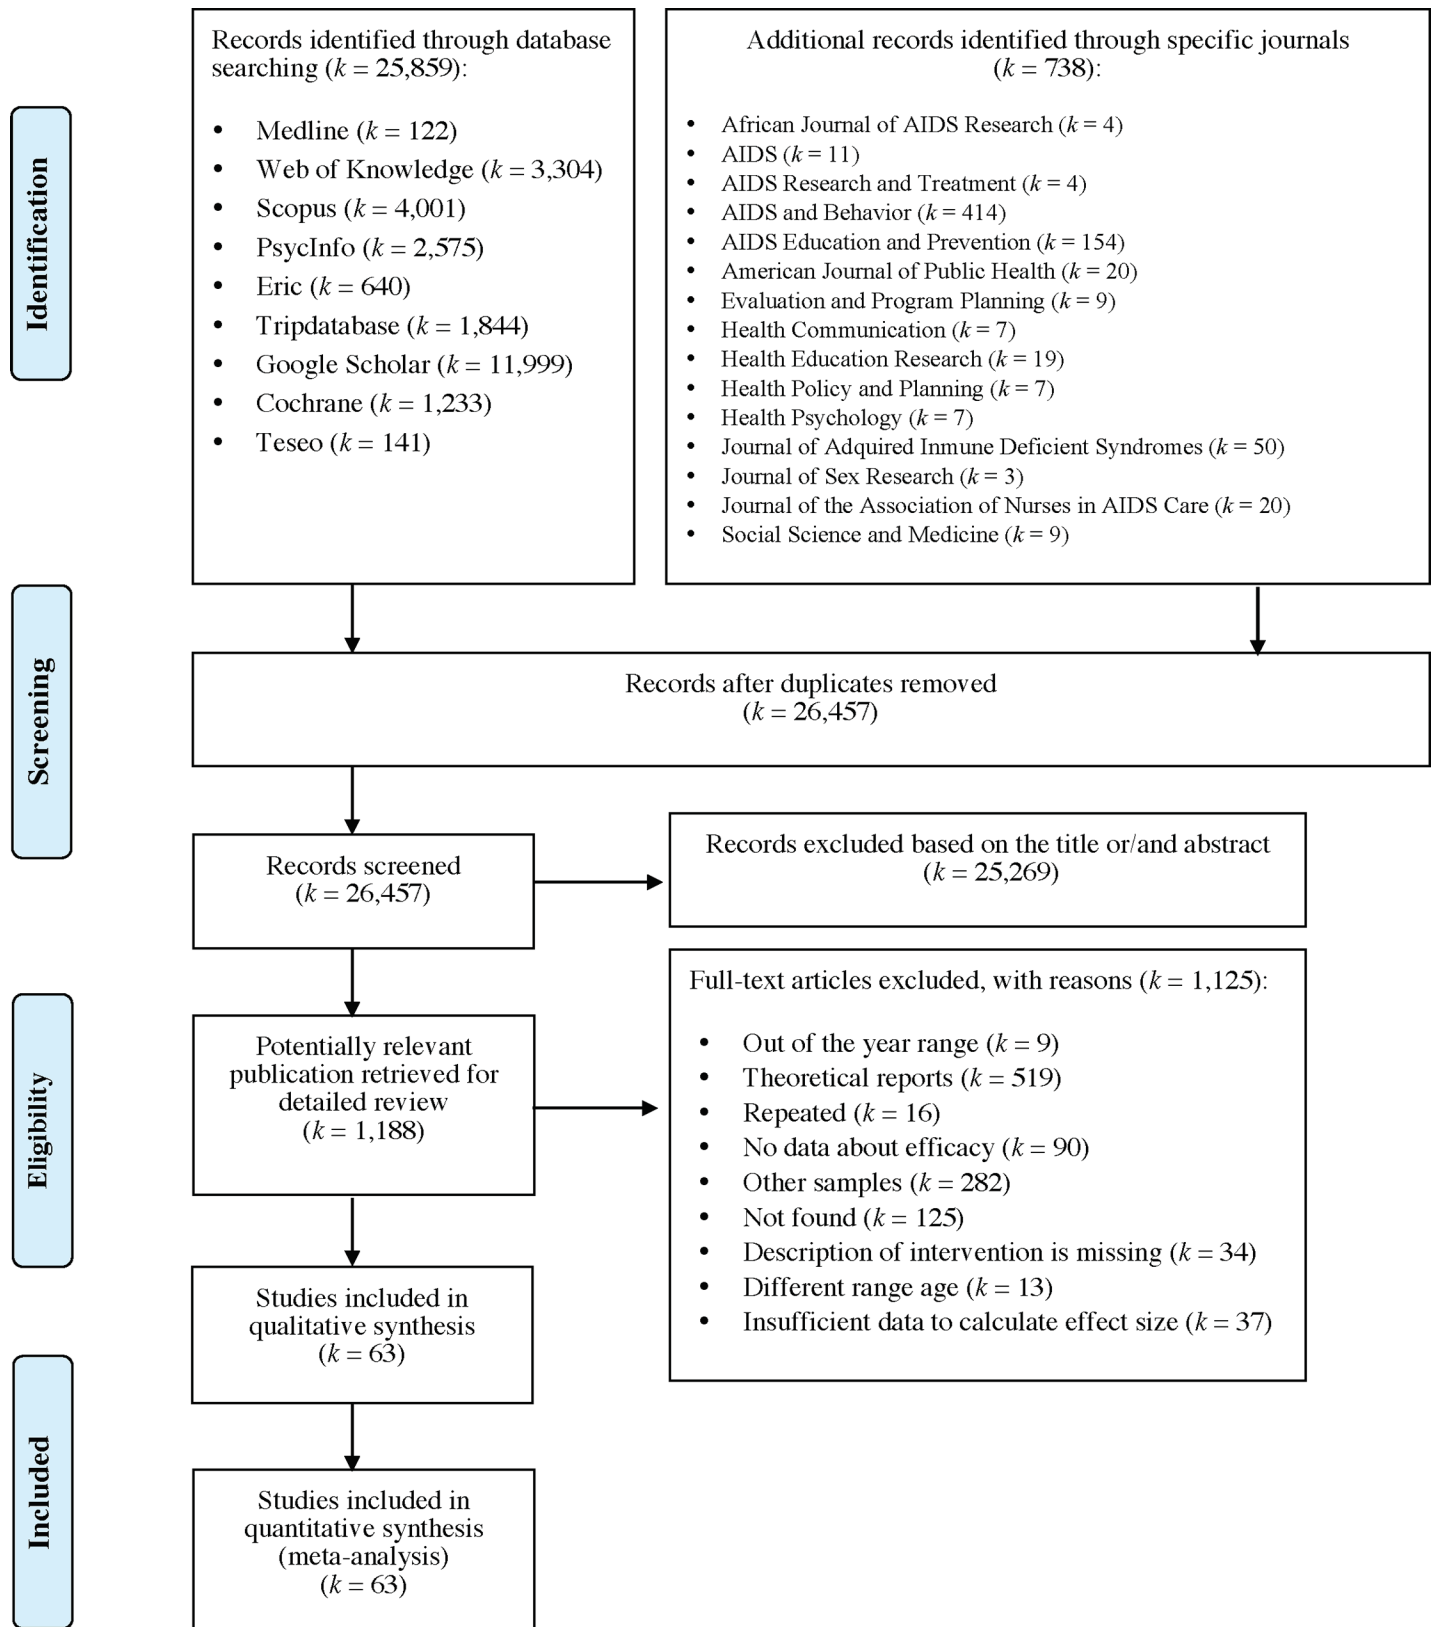 Records identified through database
searching (k = 25,859):
• Medline (k = 122)
• Web of Knowledge (k = 3,304)
• Scopus (k = 4,001)
• PsycInfo (k = 2,575)
• Eric (k = 640)
• Tripdatabase (k = 1,844)
• Google Scholar (k = 11,999)
• Cochrane (k = 1,233)
• Teseo (k = 141)
Additional records identified through specific journals
(k = 738):
• African Journal of AIDS Research (k = 4)
• AIDS (k = 11)
• AIDS Research and Treatment (k = 4)
• AIDS and Behavior (k = 414)
• AIDS Education and Prevention (k = 154)
• American Journal of Public Health (k = 20)
• Evaluation and Program Planning (k = 9)
• Health Communication (k = 7)
• Health Education Research (k = 19)
• Health Policy and Planning (k = 7)
• Health Psychology (k = 7)
• Journal of Adquired Inmune Deficient Syndromes (k = 50)
• Journal of Sex Research (k = 3)
• Journal of the Association of Nurses in AIDS Care (k = 20)
• Social Science and Medicine (k = 9)
Identification
Screening
Records after duplicates removed
(k = 26,457)
Records screened
(k = 26,457)
Records excluded based on the title or/and abstract
(k = 25,269)
Eligibility
Potentially relevant
publication retrieved for
detailed review
(k = 1,188)
Full-text articles excluded, with reasons (k = 1,125):
• Out of the year range (k = 9)
• Theoretical reports (k = 519)
• Repeated (k = 16)
• No data about efficacy (k = 90)
• Other samples (k = 282)
• Not found (k = 125)
• Description of intervention is missing (k = 34)
• Different range age (k = 13)
• Insufficient data to calculate effect size (k = 37)
Studies included in
qualitative synthesis
(k = 63)
Included
Studies included in
quantitative synthesis
(meta-analysis)
(k = 63)